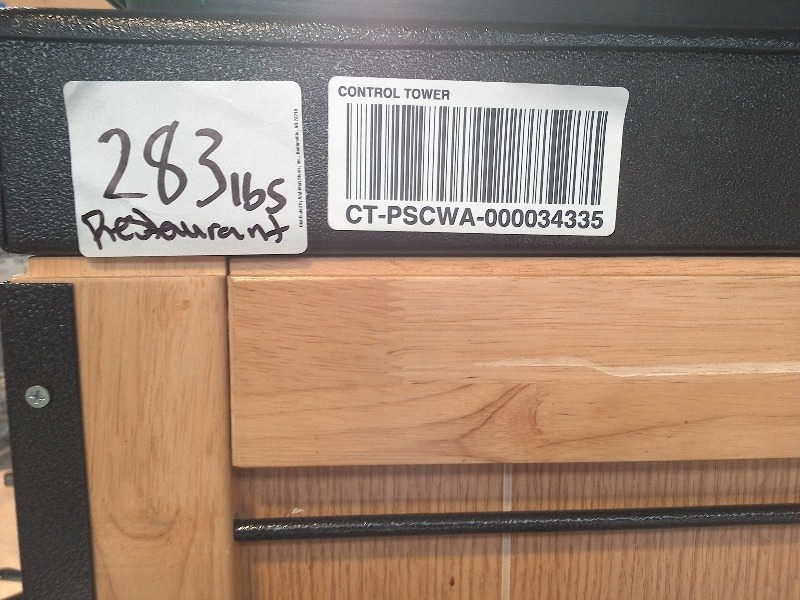 283 lbs
Restaurant
CONTROL TOWER
CT-PSCWA-000034335